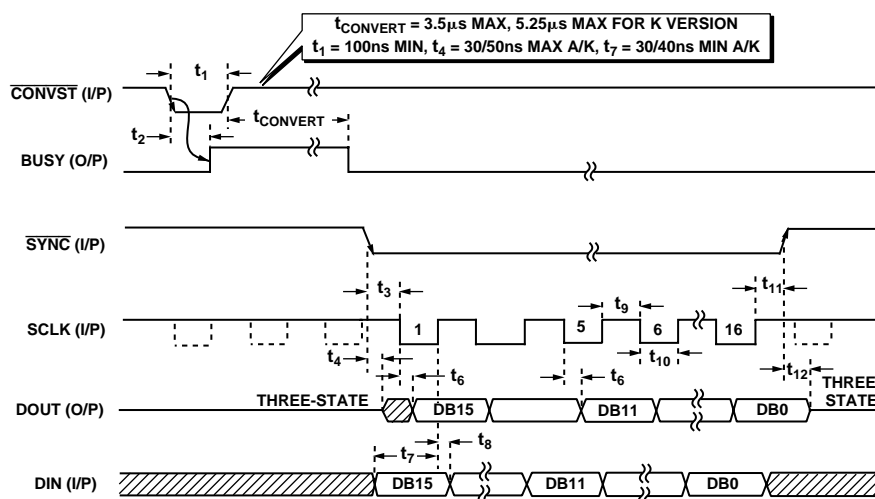 tCONVERT = 3.5μs MAX, 5.25μs MAX FOR K VERSION
t1 = 100ns MIN, t4 = 30/50ns MAX A/K, t7 = 30/40ns MIN A/K
t1
CONVST (I/P)
tCONVERT
t2
BUSY (O/P)
SYNC (I/P)
t3
t9
t11
SCLK (I/P)
1
5
6
16
t4
t6
t6
t10
t12
THREE-STATE
THREE-
STATE
DOUT (O/P)
DB15
DB11
DB0
t7
t8
DIN (I/P)
DB15
DB11
DB0